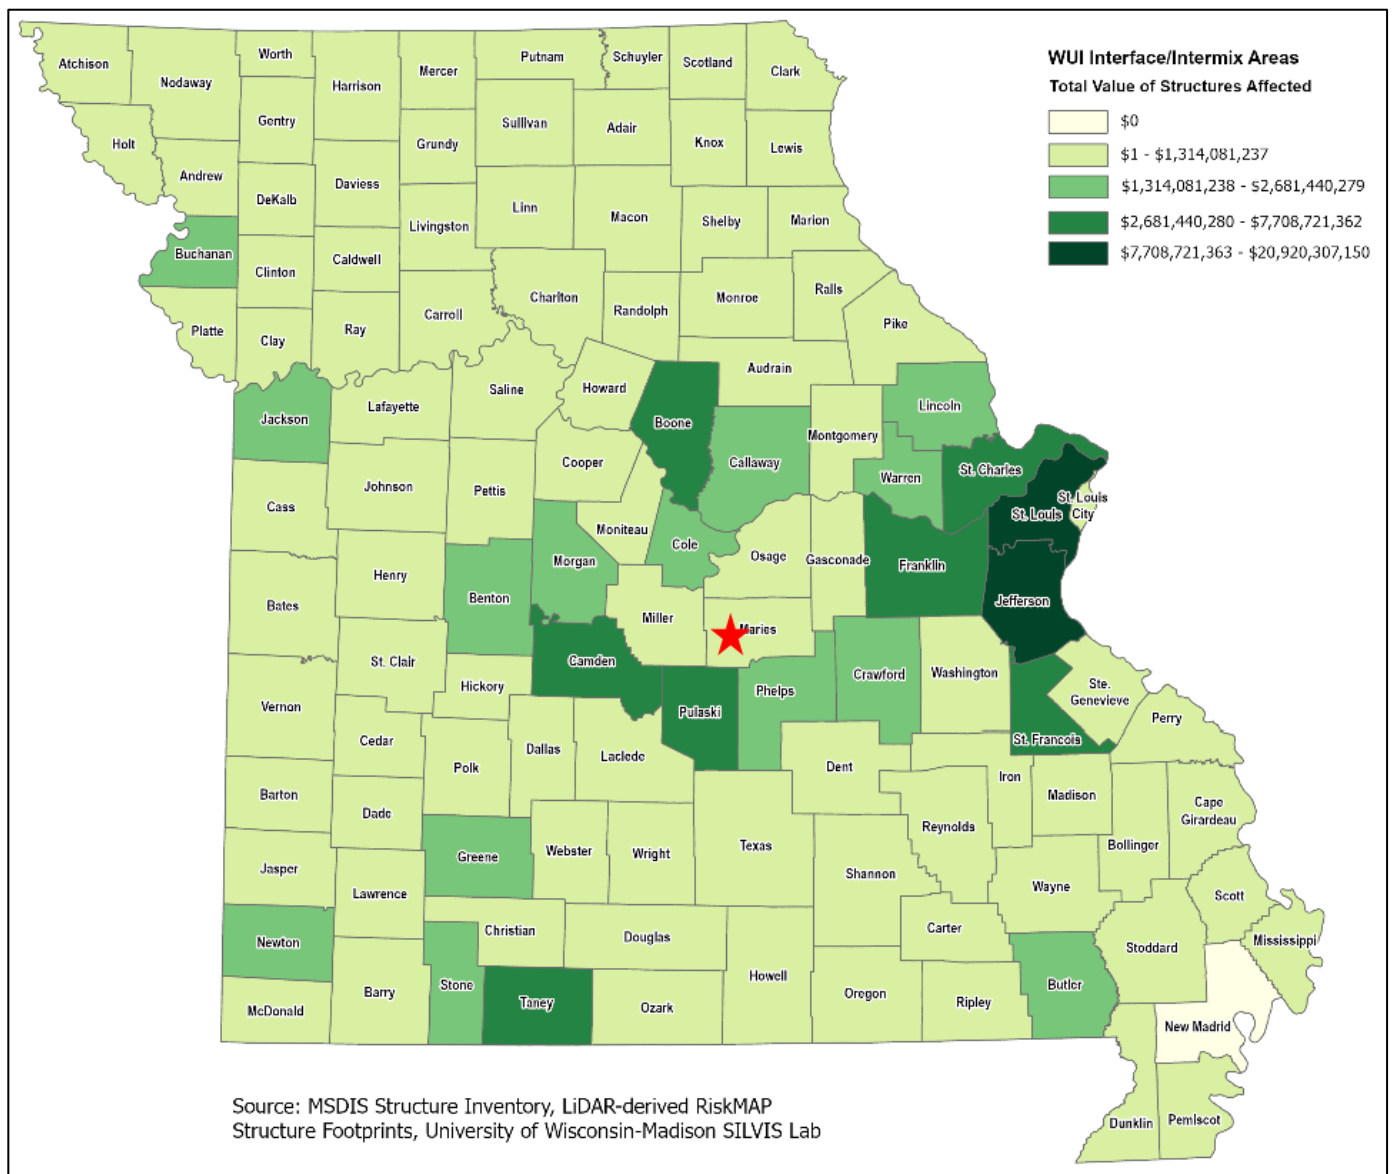 WUI Interface/Intermix Areas
Total Value of Structures Affected
$0
$1 - $1,314,081,237
$1,314,081,238 - $2,681,440,279
$2,681,440,280 - $7,708,721,362
$7,708,721,363 - $20,920,307,150
Atchison
Nodaway
Worth
Harrison
Mercer
Putnam
Schuyler
Scotland
Clark
Holt
Andrew
Gentry
DeKalb
Daviess
Grundy
Sullivan
Adair
Knox
Lewis
Buchanan
Clinton
Caldwell
Livingston
Linn
Macon
Shelby
Marion
Platte
Clay
Ray
Carroll
Chariton
Randolph
Monroe
Ralls
Pike
Jackson
Lafayette
Saline
Howard
Boone
Audrain
Callaway
Montgomery
Lincoln
Warren
St. Charles
St. Louis
City
St. Louis
Cass
Johnson
Pettis
Cooper
Moniteau
Cole
Osage
Gasconade
Franklin
Jefferson
Bates
Henry
Benton
Morgan
Miller
Maries
Camden
Pulaski
Phelps
Crawford
Washington
Ste.
Genevieve
St. Francois
Perry
Vernon
St. Clair
Hickory
Cedar
Polk
Dallas
Laclede
Dent
Iron
Madison
Cape
Girardeau
Bollinger
Reynolds
Barton
Dade
Greene
Webster
Wright
Texas
Shannon
Wayne
Scott
Mississippi
Jasper
Lawrence
Christian
Douglas
Howell
Carter
Stoddard
Newton
McDonald
Barry
Stone
Taney
Ozark
Oregon
Ripley
Butler
New Madrid
Dunklin
Pemiscot
Source: MSDIS Structure Inventory, LiDAR-derived RiskMAP
Structure Footprints, University of Wisconsin-Madison SILVIS Lab